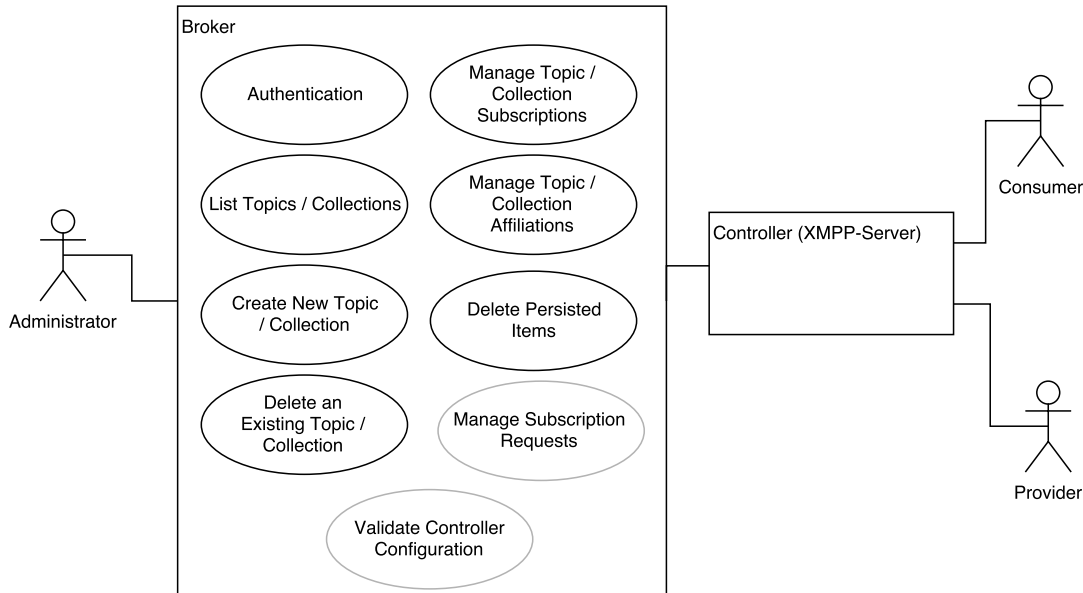 Broker
Authentication
Manage Topic /
Collection
Subscriptions
List Topics / Collections
Manage Topic /
Collection
Affiliations
Create New Topic
/ Collection
Delete Persisted
Items
Delete an
Existing Topic /
Collection
Manage Subscription
Requests
Validate Controller
Configuration
Administrator
Controller (XMPP-Server)
Consumer
Provider